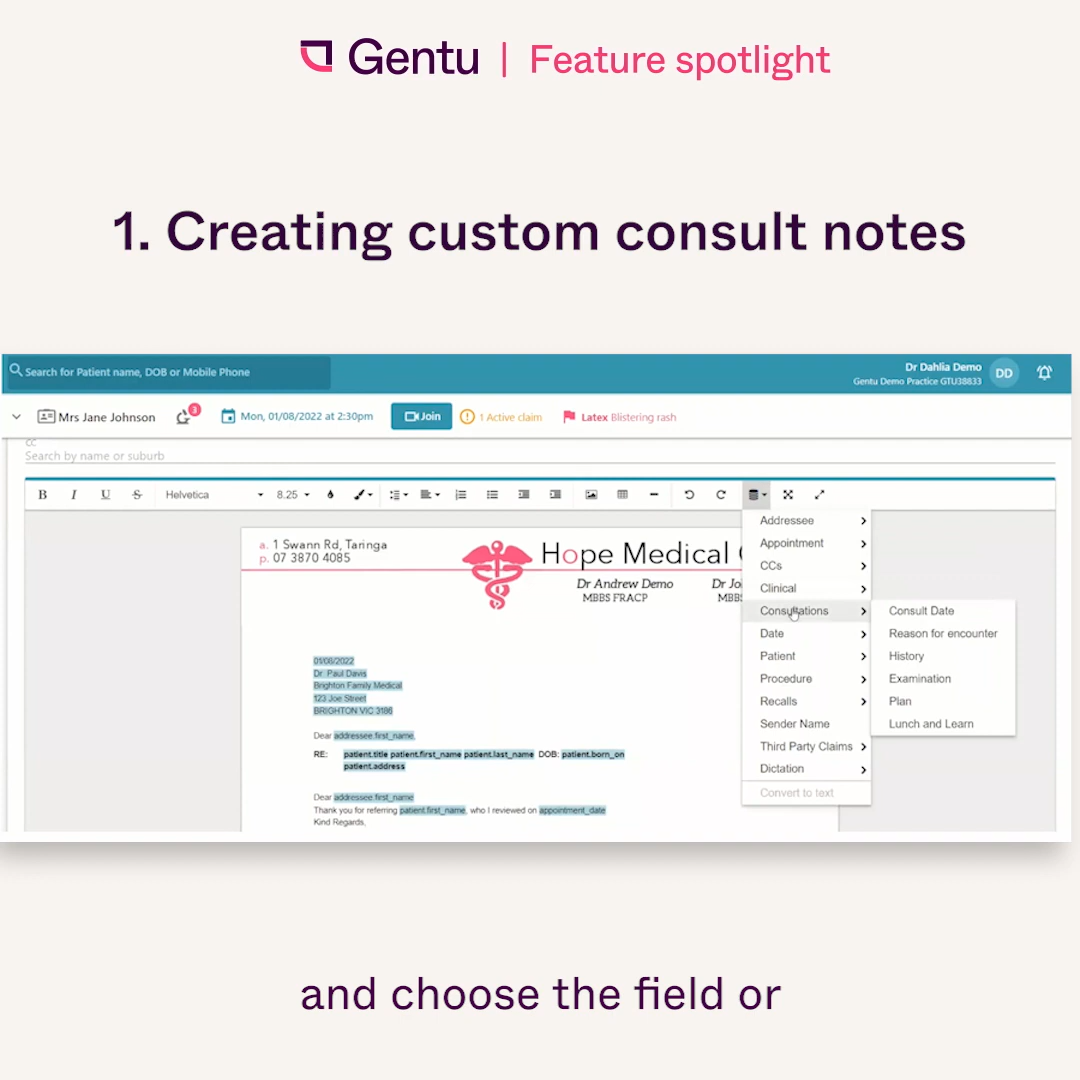 Gentu | Feature spotlight
1. Creating custom consult notes
Search for Patient name, DOB or Mobile Phone
Dr Dahlia Demo
Gentu Demo Practice GTU38833
DD
Mrs Jane Johnson
3
Mon, 01/08/2022 at 2:30pm
Join
1 Active claim
Latex Blistering rash
CC
Search by name or suburb
B I U S Helvetica 8.25
a. 1 Swann Rd, Taringa
p. 07 3870 4085
Hope Medical
Dr Andrew Demo
MBBS FRACP
Dr Jo
MBBS
01/08/2022
Dr. Paul Davis
Brighton Family Medical
123 Joe Street
BRIGHTON VIC 3186
Dear addressee.first_name,
RE: patient.title patient.first_name patient.last_name DOB: patient.born_on
patient.address
Dear addressee.first_name
Thank you for referring patient.first_name, who I reviewed on appointment_date
Kind Regards,
Addressee
Appointment
CCs
Clinical
Consultations
Date
Patient
Procedure
Recalls
Sender Name
Third Party Claims
Dictation
Convert to text
Consult Date
Reason for encounter
History
Examination
Plan
Lunch and Learn
and choose the field or